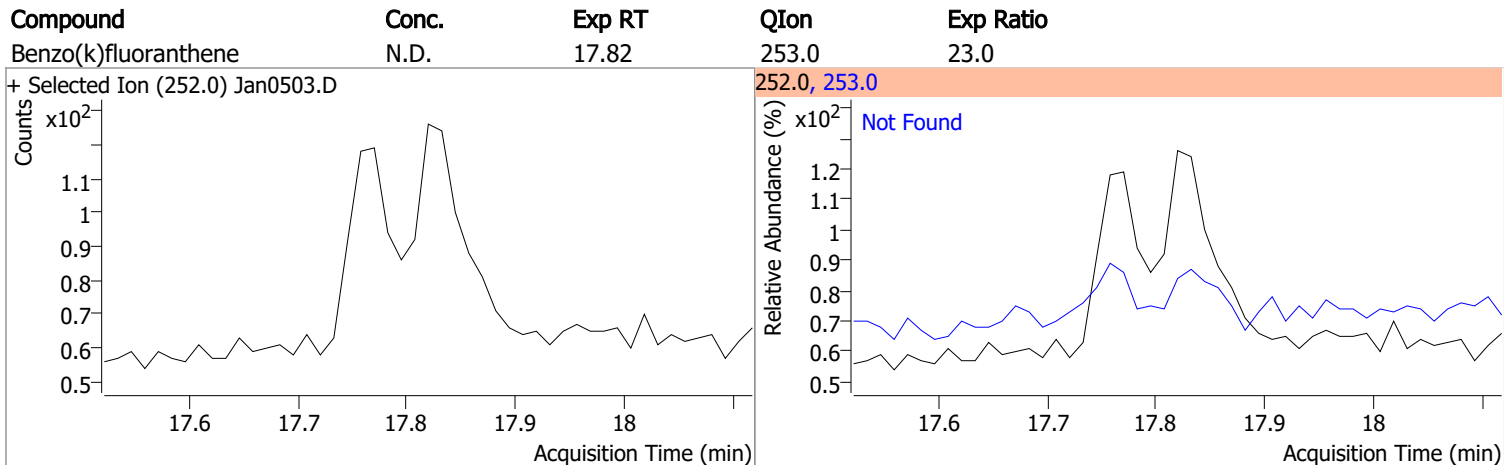 Compound Conc. Exp RT QIon Exp Ratio
Benzo(k)fluoranthene N.D. 17.82 253.0 23.0
+ Selected Ion (252.0) Jan0503.D
Counts
x10²
1.1
1
0.9
0.8
0.7
0.6
0.5
17.6 17.7 17.8 17.9 18
Acquisition Time (min)
252.0, 253.0
Relative Abundance (%)
x10²
Not Found
1.2
1.1
1
0.9
0.8
0.7
0.6
0.5
17.6 17.7 17.8 17.9 18
Acquisition Time (min)